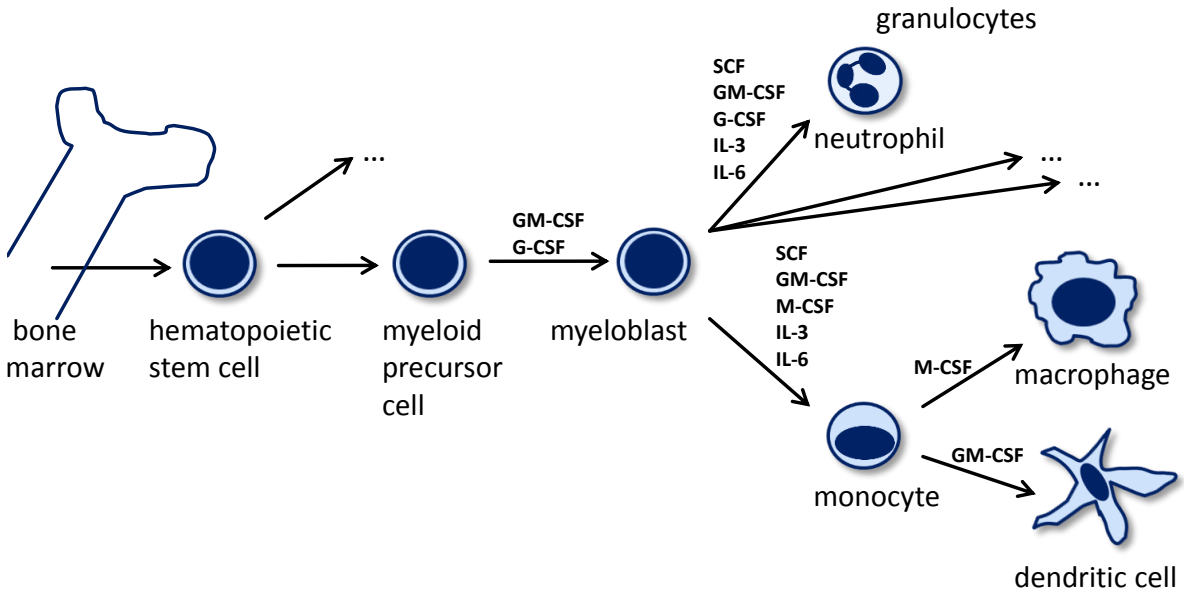 granulocytes
SCF
GM-CSF
G-CSF
IL-3
IL-6
neutrophil
...
...
...
GM-CSF
G-CSF
SCF
GM-CSF
M-CSF
IL-3
IL-6
bone
marrow
hematopoietic
stem cell
myeloid
precursor
cell
myeloblast
M-CSF
macrophage
GM-CSF
monocyte
dendritic cell